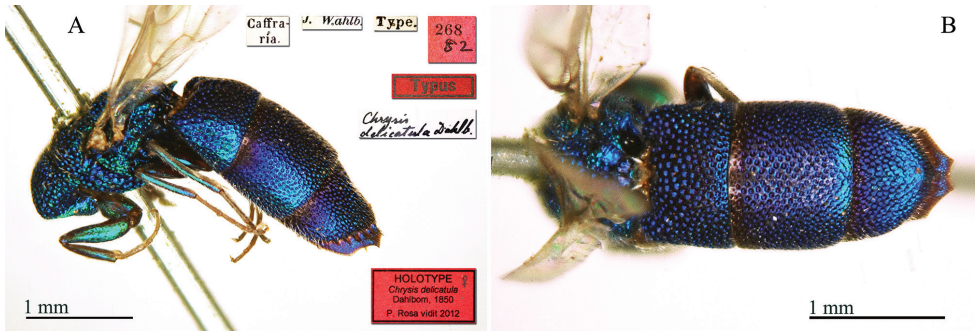 A
Caffra-
ria.
J. Wahlb.
Type.
268
82
Typus
Chrysis
delicatula Dahlb.
HOLOTYPE ♀
Chrysis delicatula
Dahlbom, 1850
P. Rosa vidit 2012
1 mm
B
1 mm